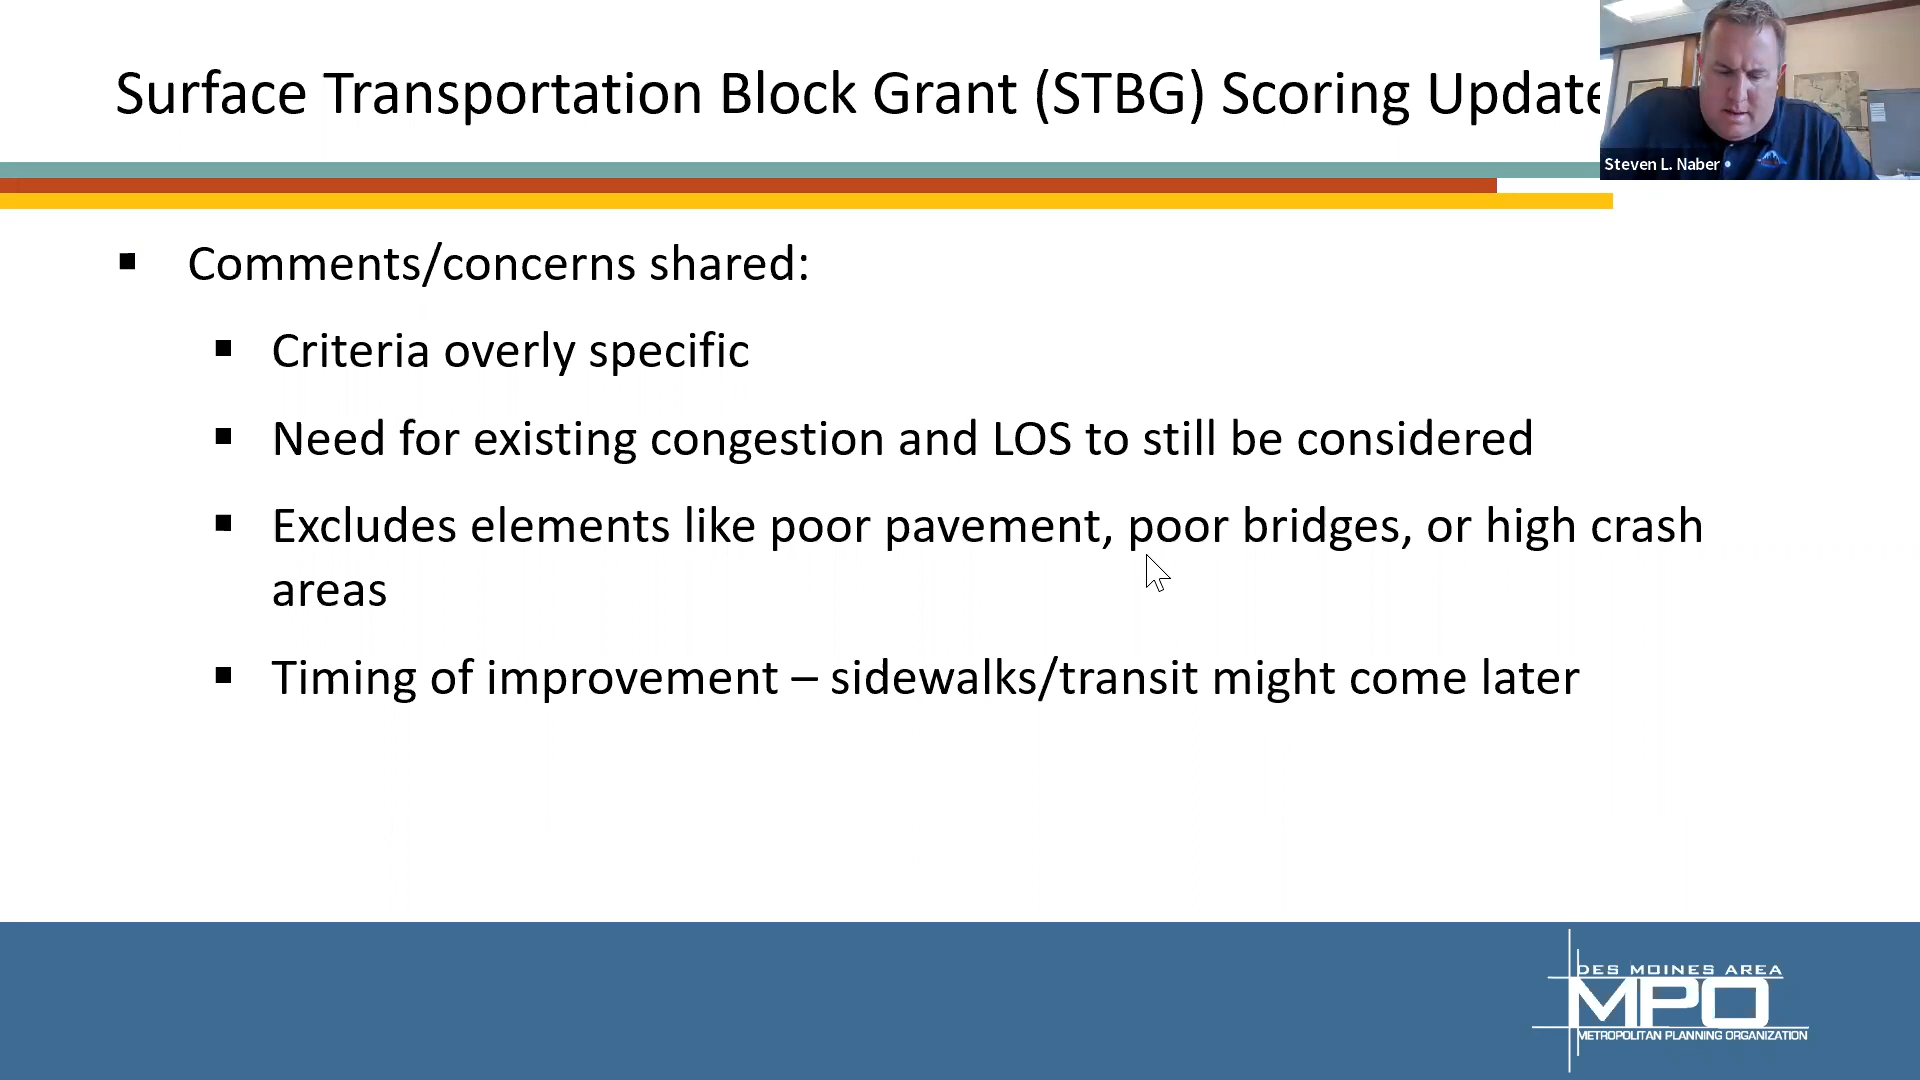 Surface Transportation Block Grant (STBG) Scoring Update
Steven L. Naber
▪ Comments/concerns shared:
▪ Criteria overly specific
▪ Need for existing congestion and LOS to still be considered
▪ Excludes elements like poor pavement, poor bridges, or high crash
areas
▪ Timing of improvement – sidewalks/transit might come later
DES MOINES AREA
MPO
METROPOLITAN PLANNING ORGANIZATION